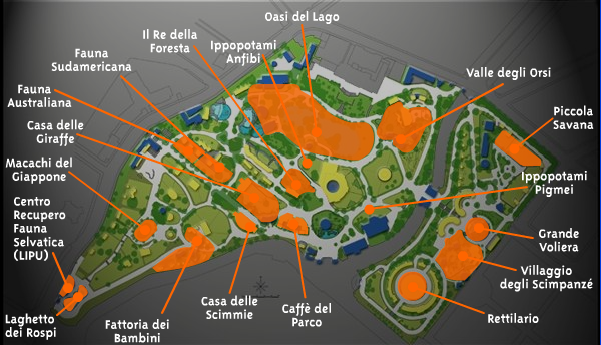 Oasi del Lago
Il Re della
Foresta
Ippopotami
Anfibi
Fauna
Sudamericana
Valle degli Orsi
Fauna
Australiana
Piccola
Savana
Casa delle
Giraffe
Macachi del
Giappone
Ippopotami
Pigmei
Centro
Recupero
Fauna
Selvatica
(LIPU)
Grande
Voliera
Villaggio
degli Scimpanzé
Laghetto
dei Rospi
Fattoria dei
Bambini
Casa delle
Scimmie
Caffè del
Parco
Rettilario